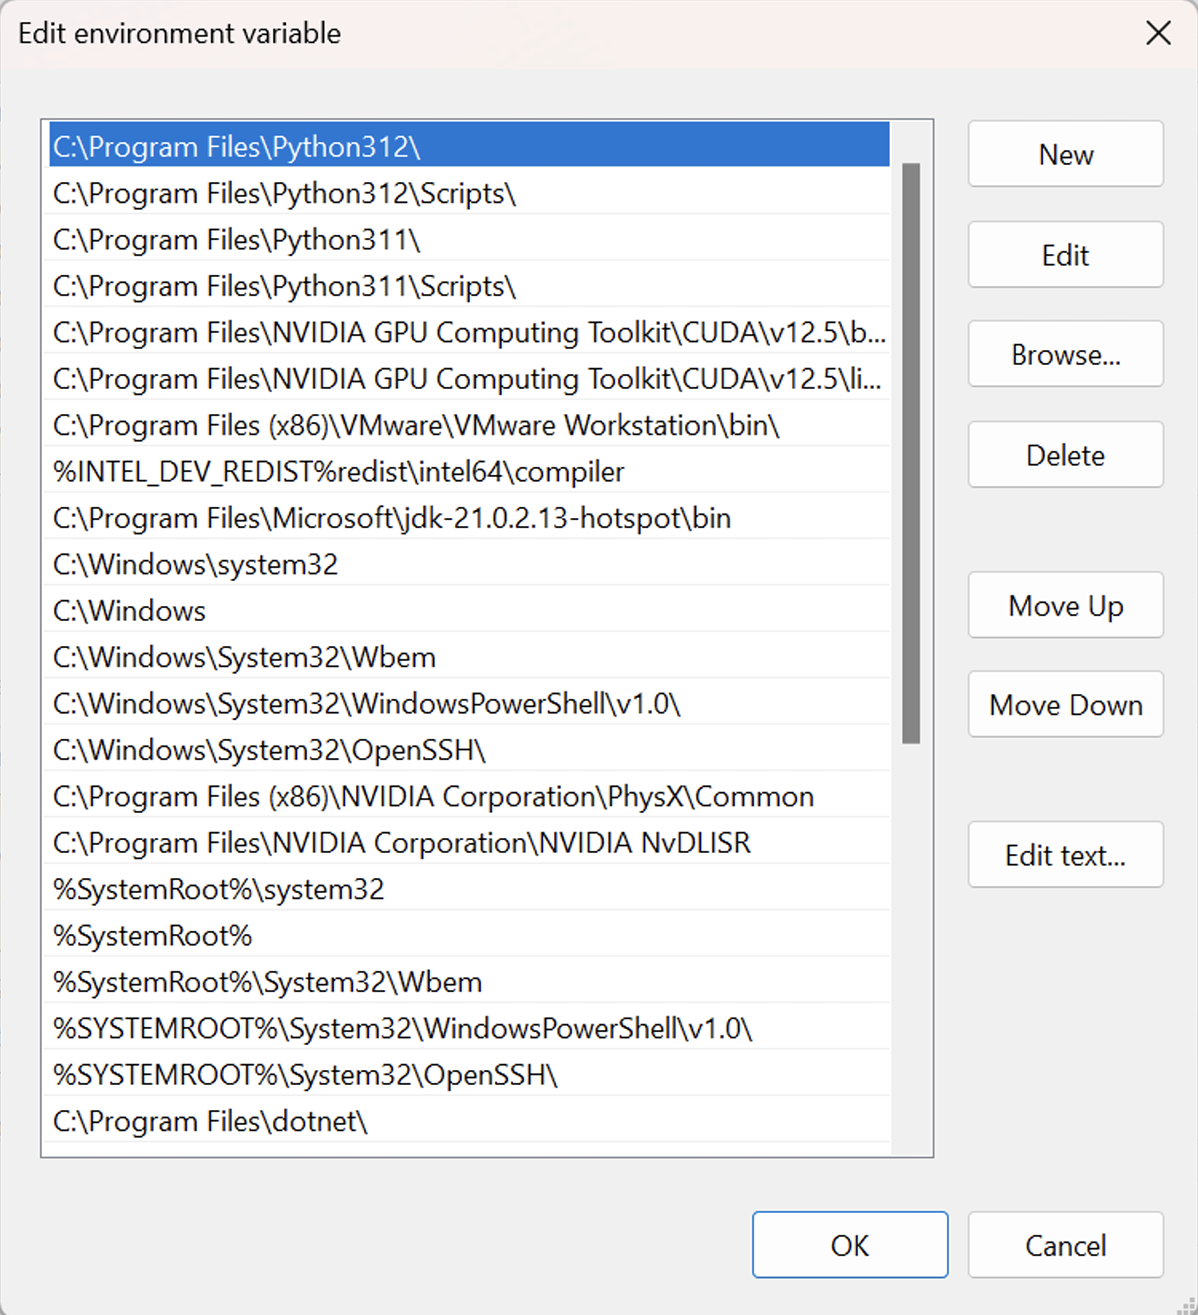 Edit environment variable
C:\Program Files\Python312\
C:\Program Files\Python312\Scripts\
C:\Program Files\Python311\
C:\Program Files\Python311\Scripts\
C:\Program Files\NVIDIA GPU Computing Toolkit\CUDA\v12.5\b...
C:\Program Files\NVIDIA GPU Computing Toolkit\CUDA\v12.5\li...
C:\Program Files (x86)\VMware\VMware Workstation\bin\
%INTEL_DEV_REDIST%redist\intel64\compiler
C:\Program Files\Microsoft\jdk-21.0.2.13-hotspot\bin
C:\Windows\system32
C:\Windows
C:\Windows\System32\Wbem
C:\Windows\System32\WindowsPowerShell\v1.0\
C:\Windows\System32\OpenSSH\
C:\Program Files (x86)\NVIDIA Corporation\PhysX\Common
C:\Program Files\NVIDIA Corporation\NVIDIA NvDLISR
%SystemRoot%\system32
%SystemRoot%
%SystemRoot%\System32\Wbem
%SYSTEMROOT%\System32\WindowsPowerShell\v1.0\
%SYSTEMROOT%\System32\OpenSSH\
C:\Program Files\dotnet\
New
Edit
Browse...
Delete
Move Up
Move Down
Edit text...
OK
Cancel